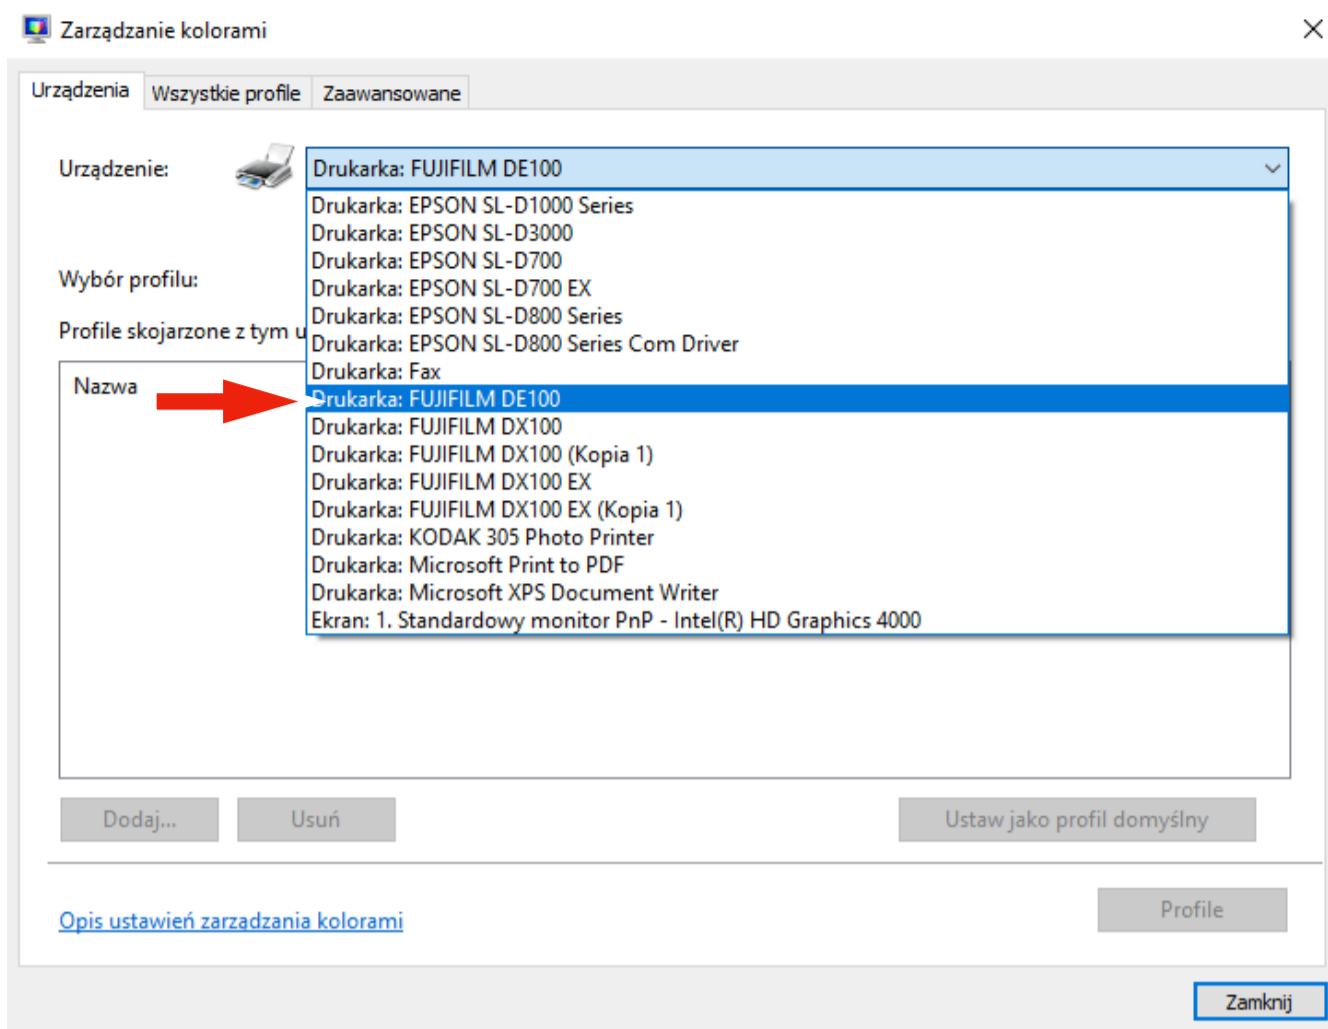 Zarządzanie kolorami
Urządzenia Wszystkie profile Zaawansowane
Urządzenie: Drukarka: FUJIFILM DE100
Drukarka: EPSON SL-D1000 Series
Drukarka: EPSON SL-D3000
Drukarka: EPSON SL-D700
Wybór profilu:
Drukarka: EPSON SL-D700 EX
Drukarka: EPSON SL-D800 Series
Profile skojarzone z tym u
Drukarka: EPSON SL-D800 Series Com Driver
Drukarka: Fax
Nazwa
Drukarka: FUJIFILM DE100
Drukarka: FUJIFILM DX100
Drukarka: FUJIFILM DX100 (Kopia 1)
Drukarka: FUJIFILM DX100 EX
Drukarka: FUJIFILM DX100 EX (Kopia 1)
Drukarka: KODAK 305 Photo Printer
Drukarka: Microsoft Print to PDF
Drukarka: Microsoft XPS Document Writer
Ekran: 1. Standardowy monitor PnP - Intel(R) HD Graphics 4000
Dodaj... Usuń Ustaw jako profil domyślny
Opis ustawień zarządzania kolorami Profile
Zamknij